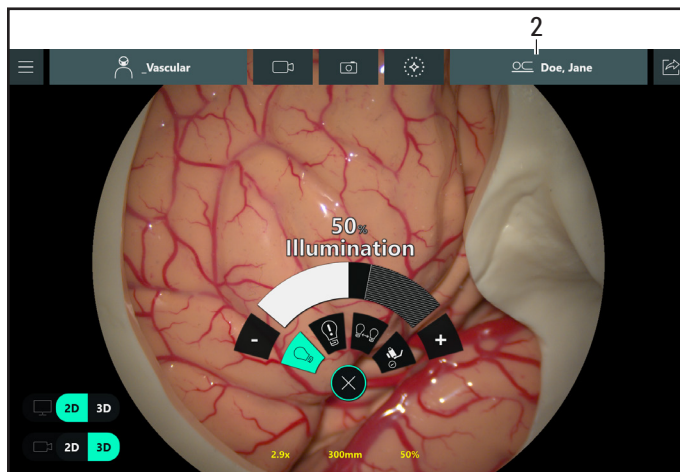 2
_Vascular
Doe, Jane
50%
Illumination
- +
2D 3D
2D 3D
2.9x 300mm 50%